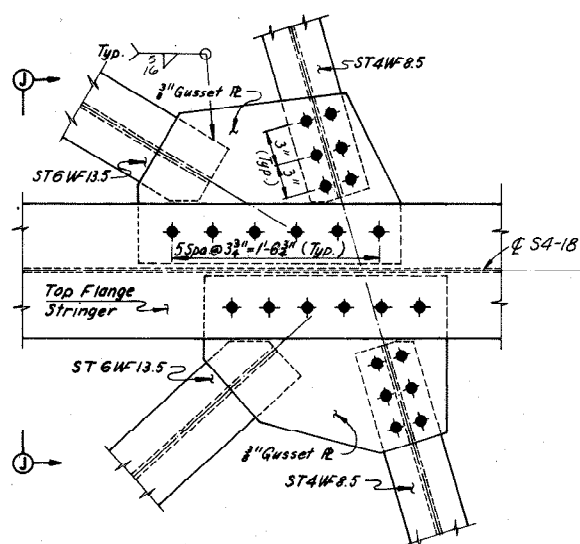 Typ.
3/16
ST4WF8.5
J
3/8" Gusset PL
3"
3"
(Typ.)
ST6WF13.5
5 Spa @ 3 3/4" = 1'-6 3/4" (Typ.)
℄ S4-18
Top Flange
Stringer
ST6WF13.5
J
3/8" Gusset PL
ST4WF8.5